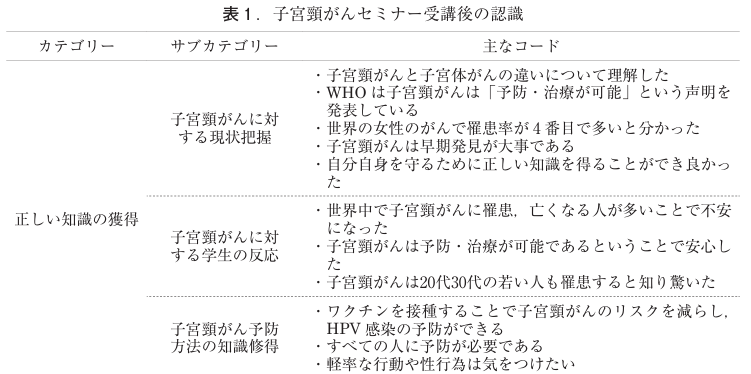 表１．子宮頸がんセミナー受講後の認識
カテゴリー　サブカテゴリー　主なコード
正しい知識の獲得
子宮頸がんに対
する現状把握
・子宮頸がんと子宮体がんの違いについて理解した
・WHO は子宮頸がんは「予防・治療が可能」という声明を
発表している
・世界の女性のがんで罹患率が４番目で多いと分かった
・子宮頸がんは早期発見が大事である
・自分自身を守るために正しい知識を得ることができ良かっ
た
子宮頸がんに対
する学生の反応
・世界中で子宮頸がんに罹患，亡くなる人が多いことで不安
になった
・子宮頸がんは予防・治療が可能であるということで安心し
た
・子宮頸がんは20代30代の若い人も罹患すると知り驚いた
子宮頸がん予防
方法の知識修得
・ワクチンを接種することで子宮頸がんのリスクを減らし，
HPV 感染の予防ができる
・すべての人に予防が必要である
・軽率な行動や性行為は気をつけたい